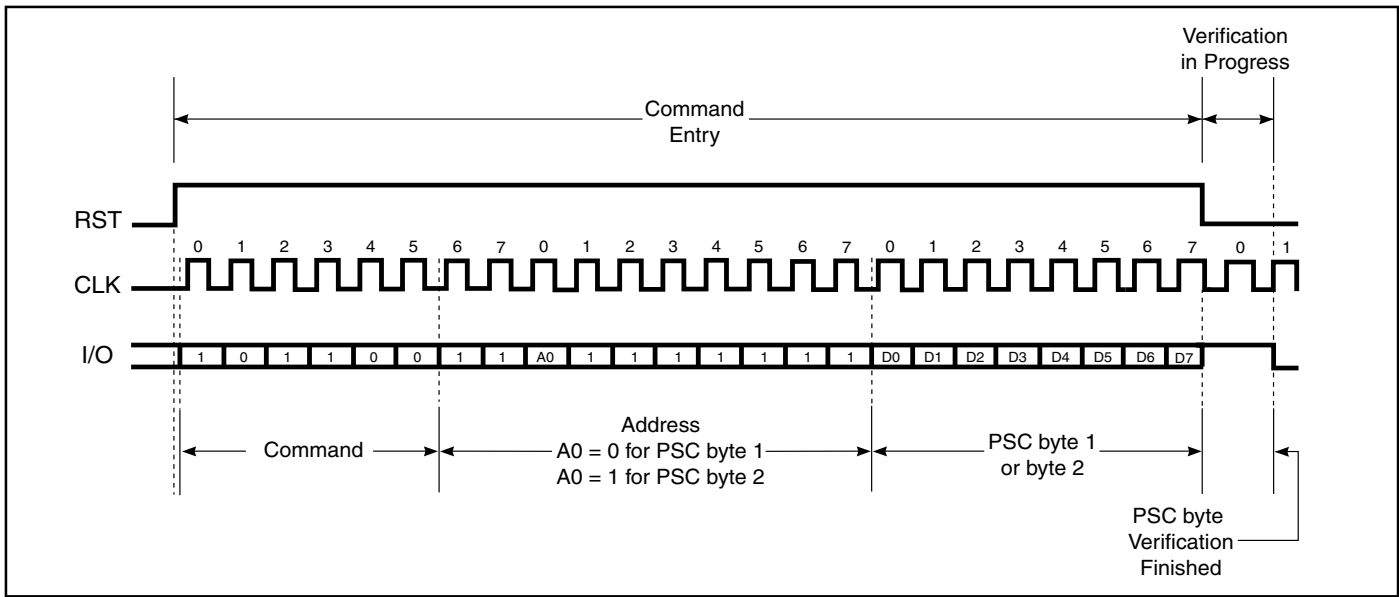 Verification
in Progress
Command
Entry
RST
0 1 2 3 4 5 6 7 0 1 2 3 4 5 6 7 0 1 2 3 4 5 6 7 0 1
CLK
I/O 1 0 1 1 0 0 1 1 A0 1 1 1 1 1 1 1 D0 D1 D2 D3 D4 D5 D6 D7
Command
Address
A0 = 0 for PSC byte 1
A0 = 1 for PSC byte 2
PSC byte 1
or byte 2
PSC byte
Verification
Finished